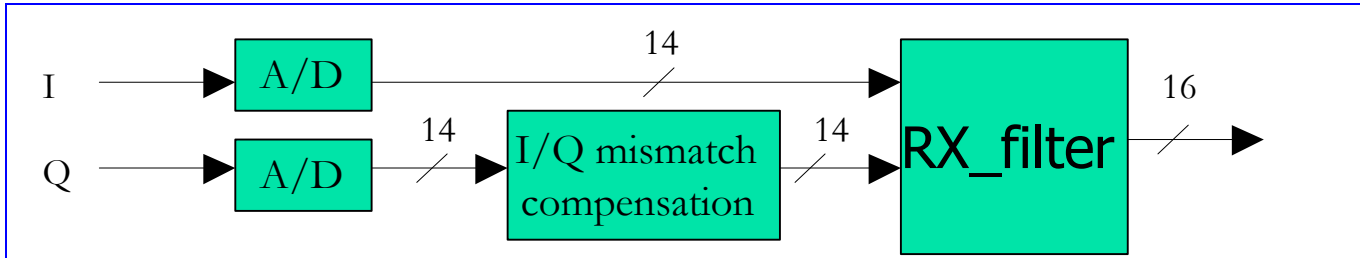 14
I
A/D
16
Q
A/D
14
I/Q mismatch
compensation
14
RX_filter